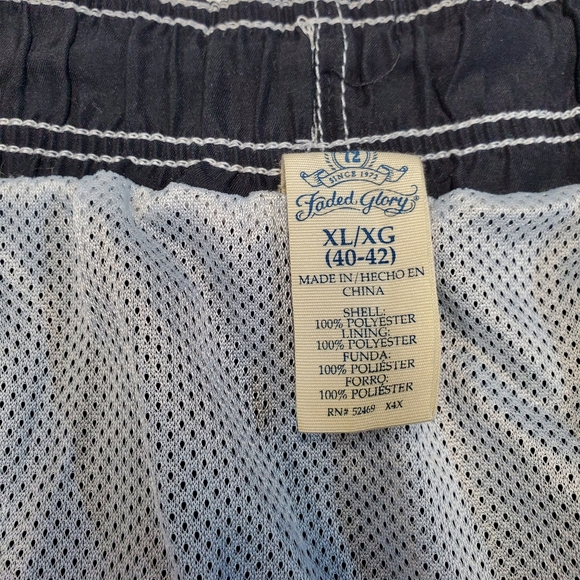 72
SINCE 1972
Faded Glory®
XL/XG
(40-42)
MADE IN/HECHO EN
CHINA
SHELL:
100% POLYESTER
LINING:
100% POLYESTER
FUNDA:
100% POLIÉSTER
FORRO:
100% POLIÉSTER
RN# 52469 X4X